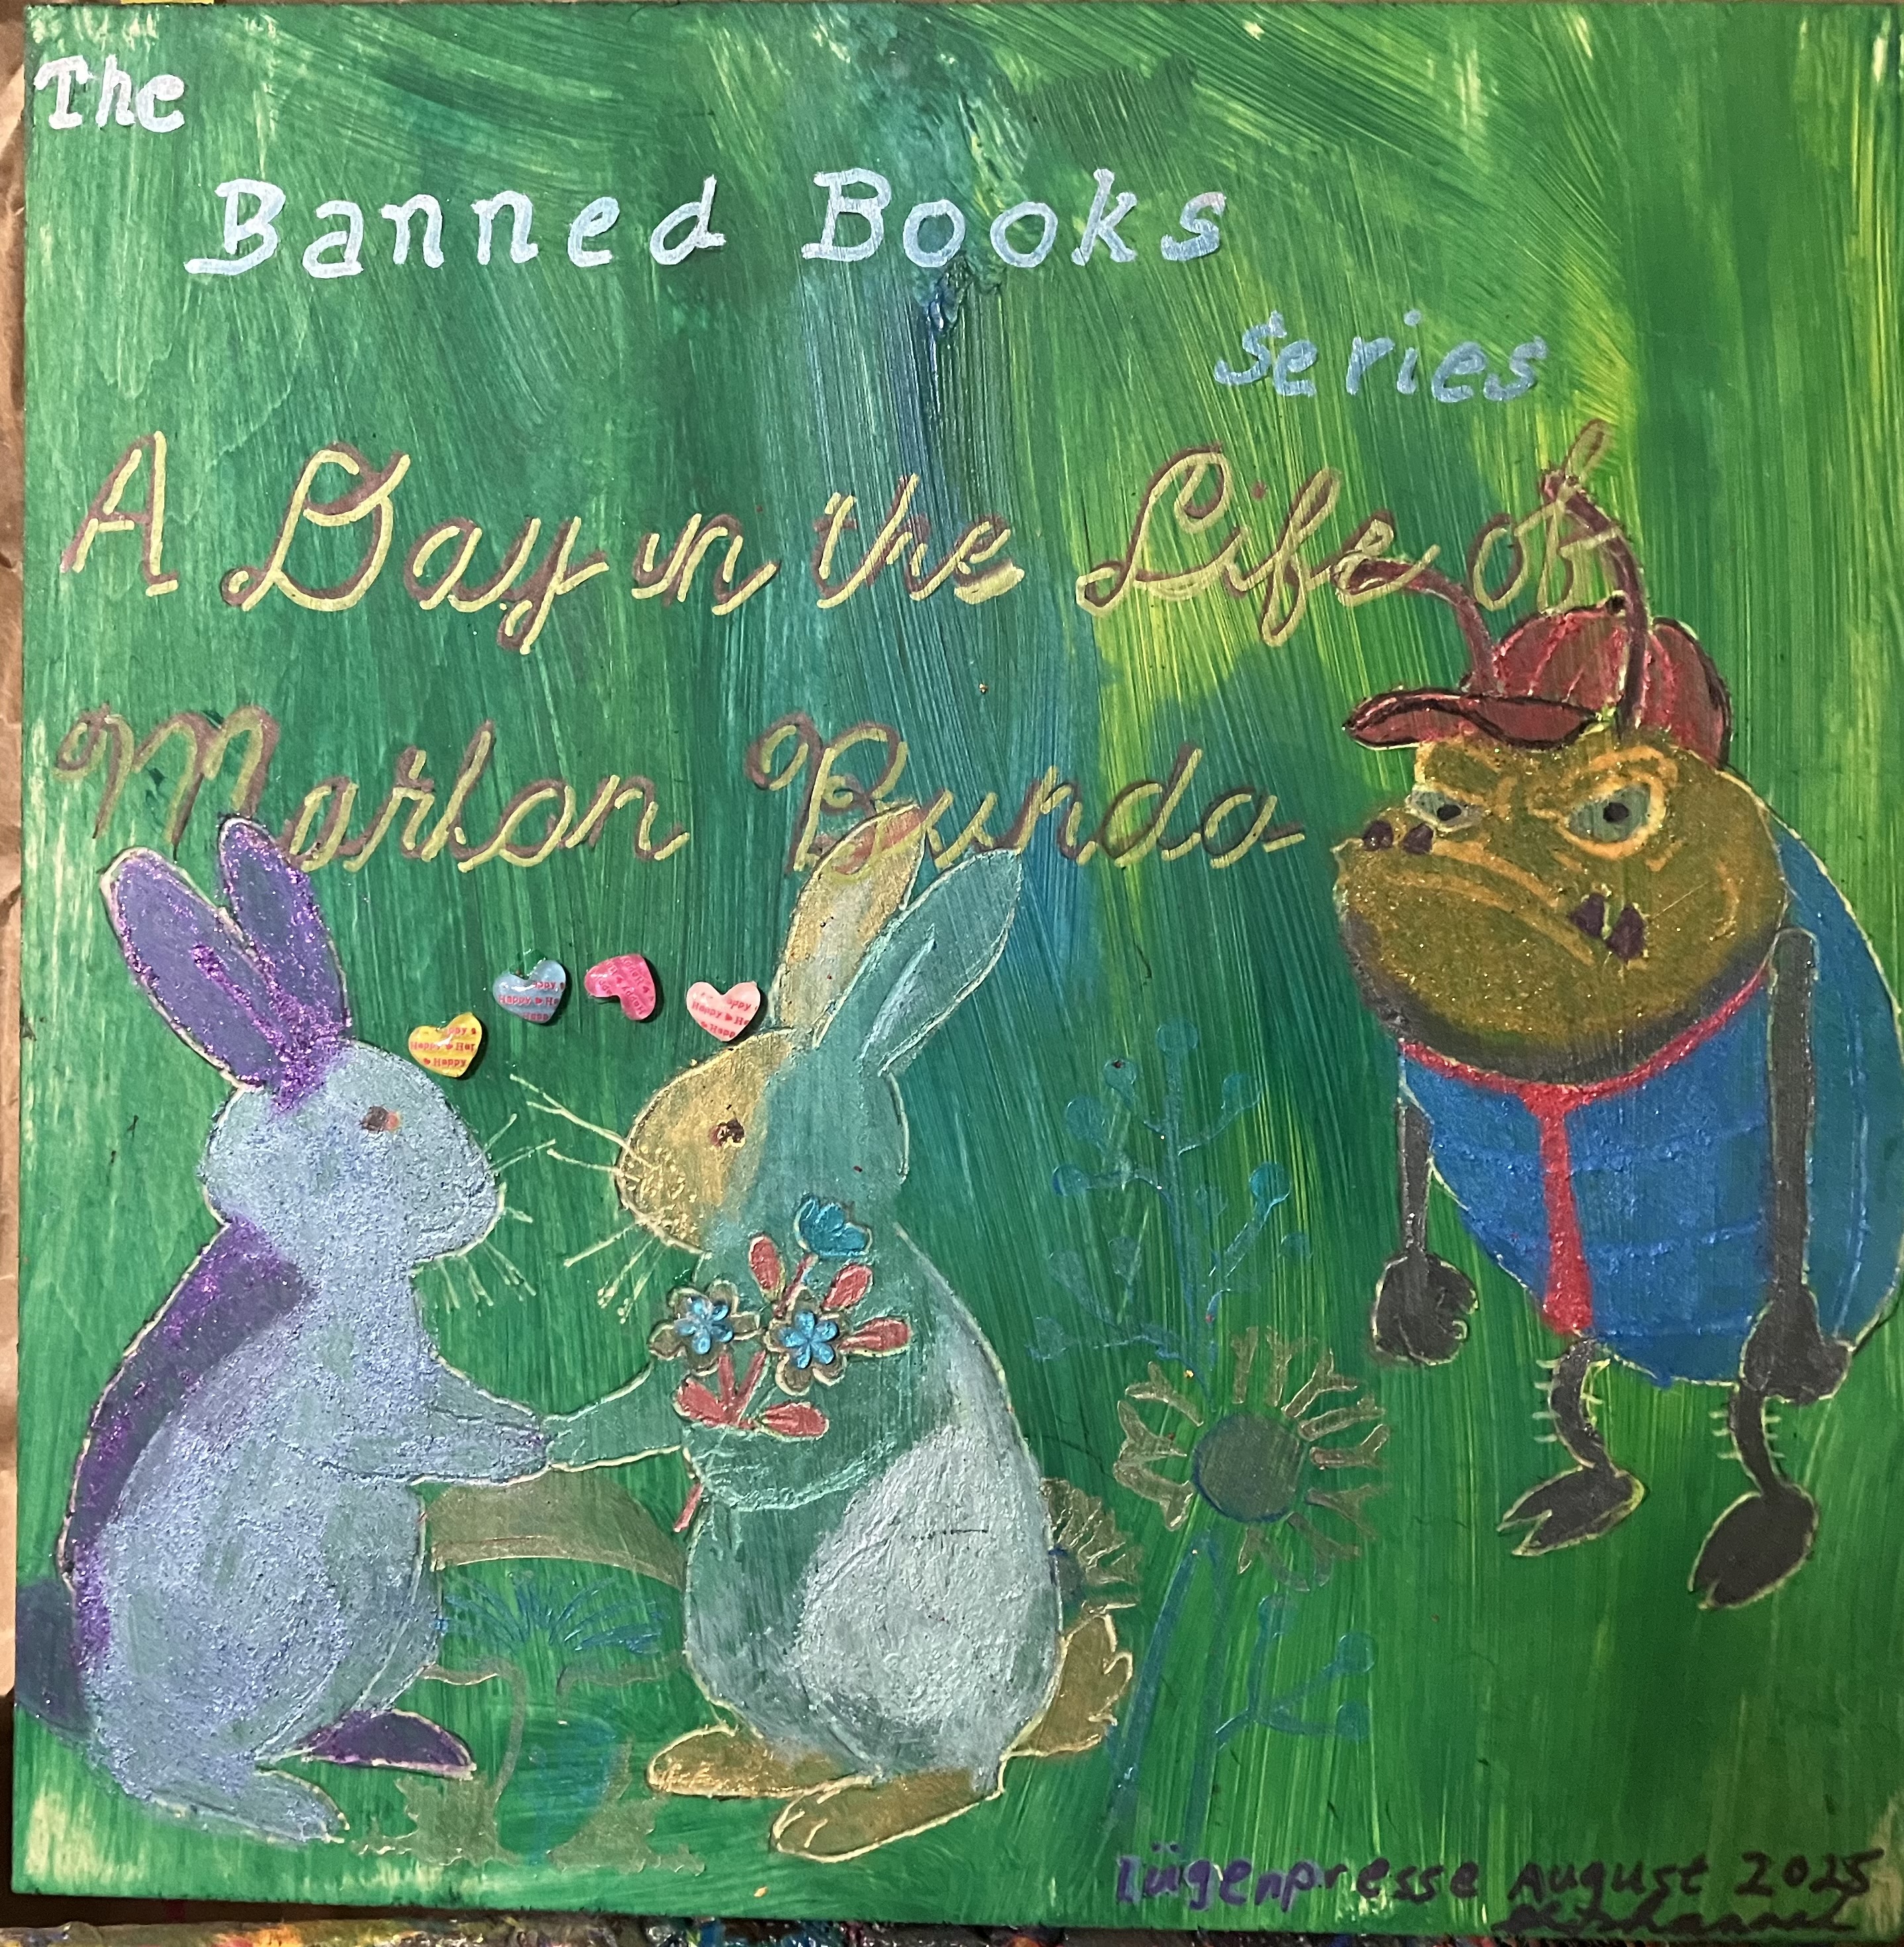 The
Banned Books
series
A Day in the Life of
Marlon Bundo
Lügenpresse August 2025